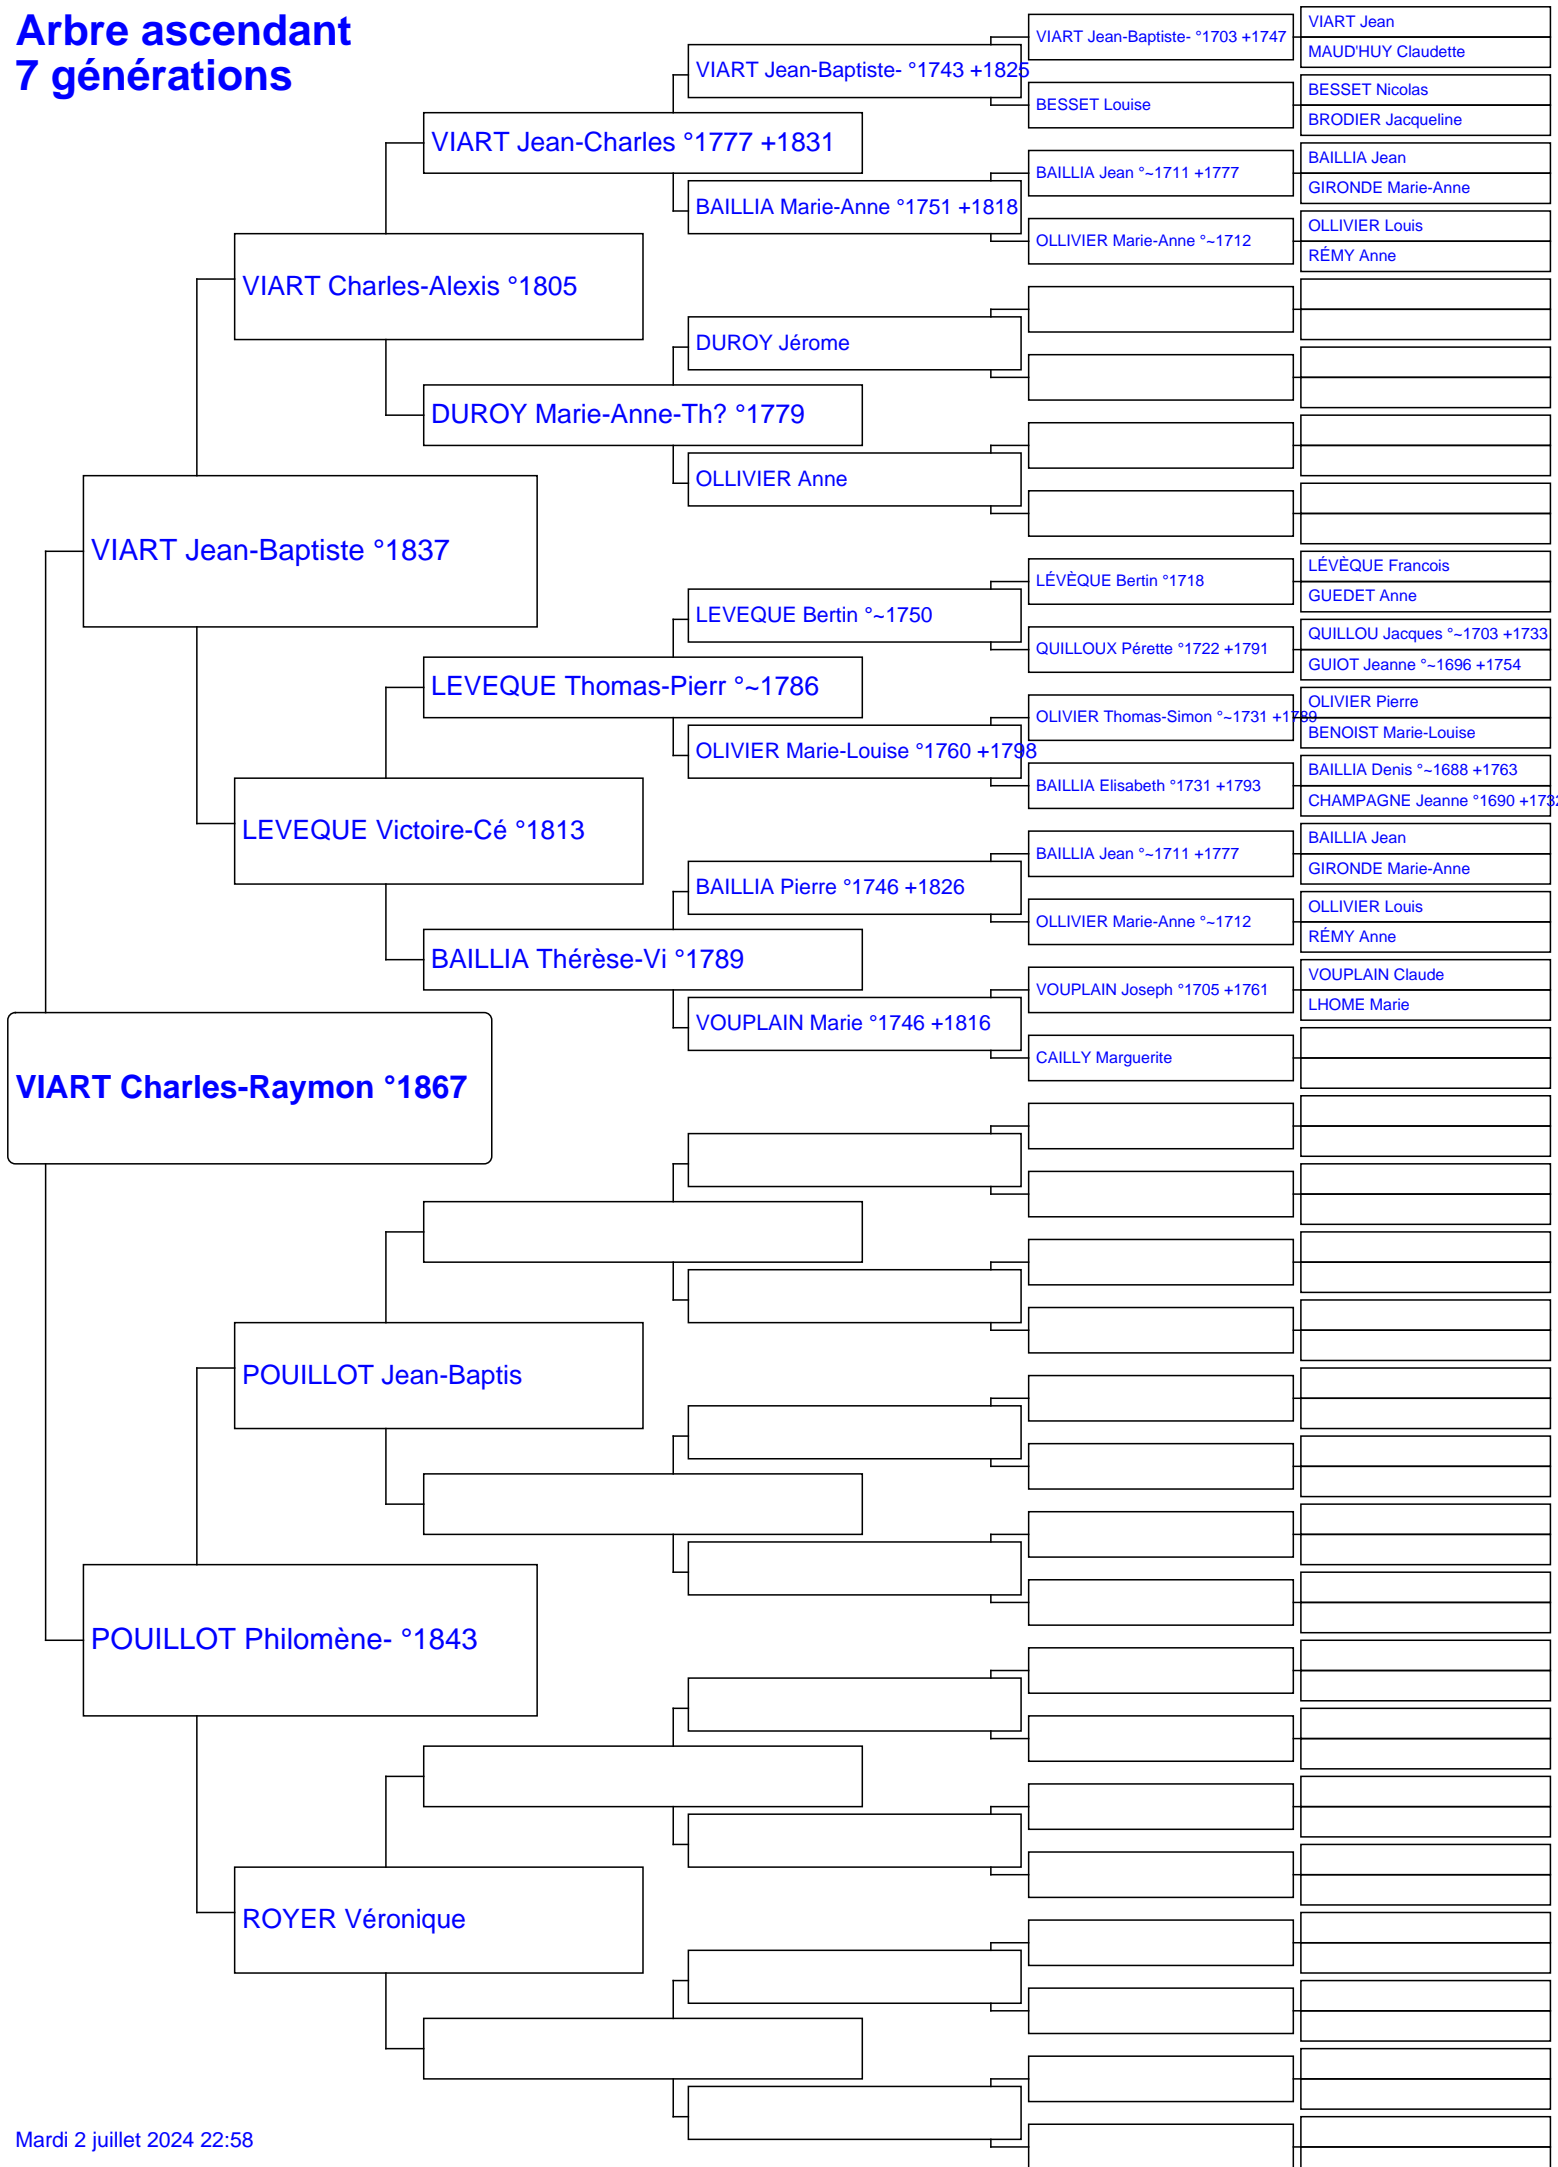 Arbre ascendant
7 générations
VIART Jean
VIART Jean-Baptiste- °1703 +1747
MAUD'HUY Claudette
VIART Jean-Baptiste- °1743 +1825
BESSET Nicolas
BESSET Louise
BRODIER Jacqueline
VIART Jean-Charles °1777 +1831
BAILLIA Jean
BAILLIA Jean °~1711 +1777
GIRONDE Marie-Anne
BAILLIA Marie-Anne °1751 +1818
OLLIVIER Louis
OLLIVIER Marie-Anne °~1712
RÉMY Anne
VIART Charles-Alexis °1805
DUROY Jérome
DUROY Marie-Anne-Th? °1779
OLLIVIER Anne
VIART Jean-Baptiste °1837
LÉVÈQUE Francois
LÉVÈQUE Bertin °1718
GUEDET Anne
LEVEQUE Bertin °~1750
QUILLOU Jacques °~1703 +1733
QUILLOUX Pérette °1722 +1791
GUIOT Jeanne °~1696 +1754
LEVEQUE Thomas-Pierr °~1786
OLIVIER Pierre
OLIVIER Thomas-Simon °~1731 +1789
BENOIST Marie-Louise
OLIVIER Marie-Louise °1760 +1798
BAILLIA Denis °~1688 +1763
BAILLIA Elisabeth °1731 +1793
CHAMPAGNE Jeanne °1690 +1732
LEVEQUE Victoire-Cé °1813
BAILLIA Jean
BAILLIA Jean °~1711 +1777
GIRONDE Marie-Anne
BAILLIA Pierre °1746 +1826
OLLIVIER Louis
OLLIVIER Marie-Anne °~1712
RÉMY Anne
BAILLIA Thérèse-Vi °1789
VOUPLAIN Claude
VOUPLAIN Joseph °1705 +1761
LHOME Marie
VOUPLAIN Marie °1746 +1816
CAILLY Marguerite
VIART Charles-Raymon °1867
POUILLOT Jean-Baptis
POUILLOT Philomène- °1843
ROYER Véronique
Mardi 2 juillet 2024 22:58